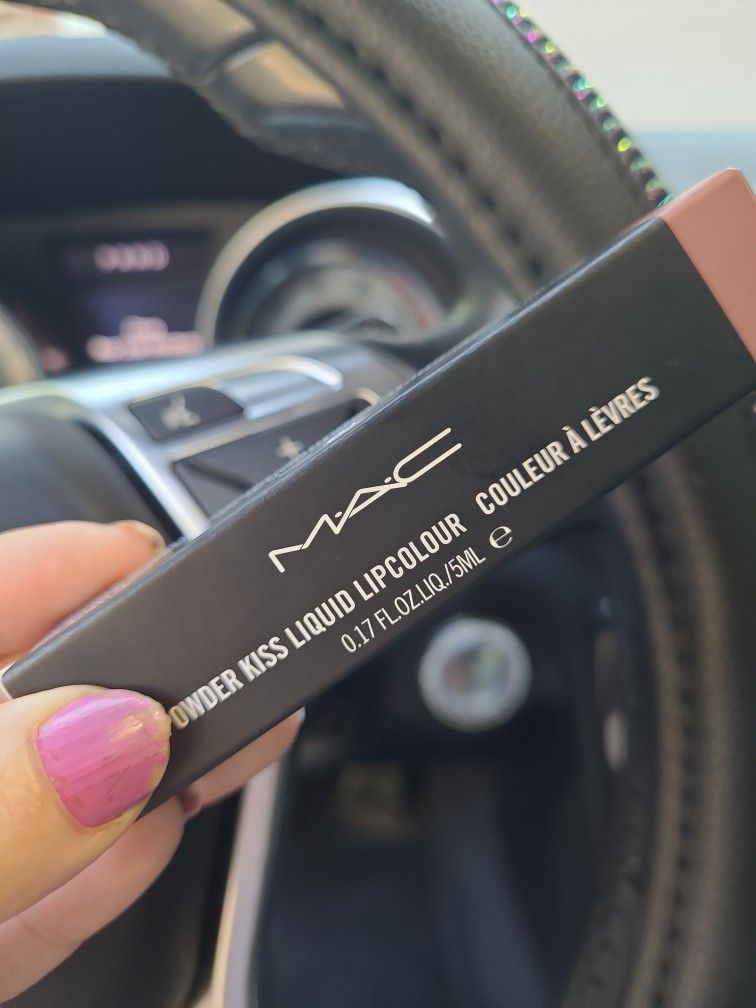 M·A·C
OWDER KISS LIQUID LIPCOLOUR COULEUR À LÈVRES
0.17 FL.OZ.LIQ./5ML ℮